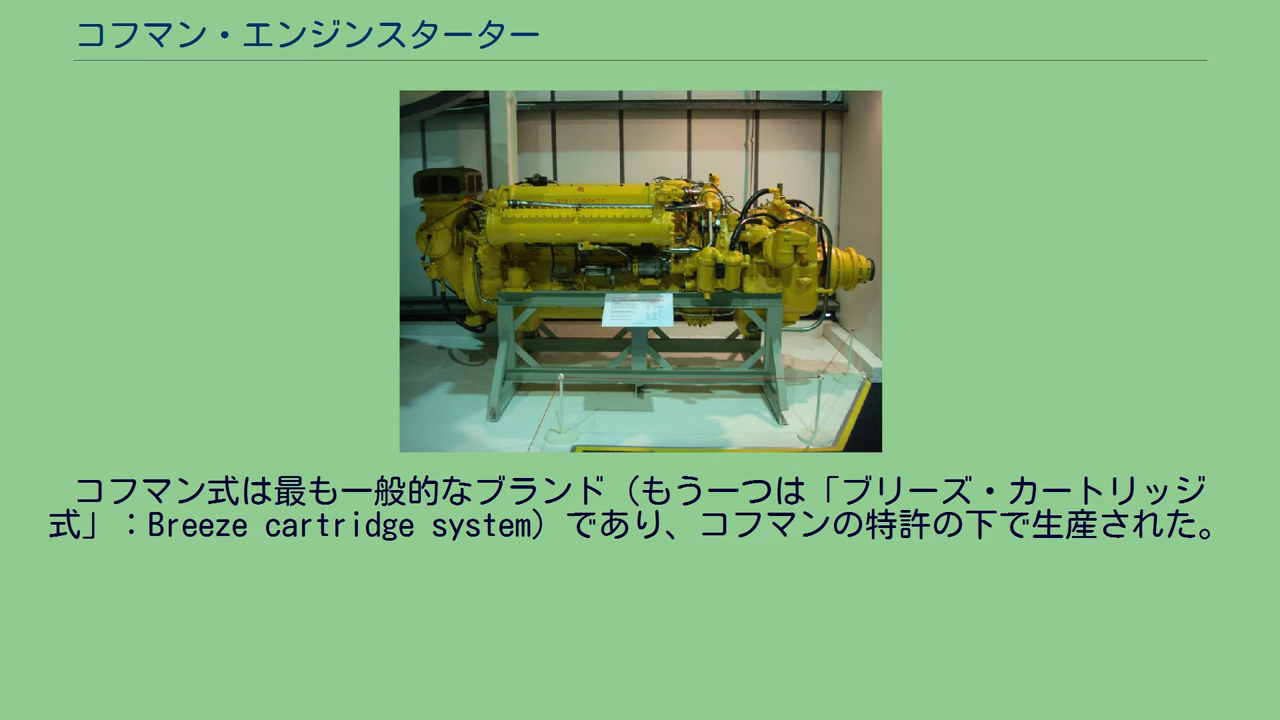 コフマン・エンジンスターター
ROLLS-ROYCE
コフマン式は最も一般的なブランド（もう一つは「ブリーズ・カートリッジ
式」：Breeze cartridge system）であり、コフマンの特許の下で生産された。